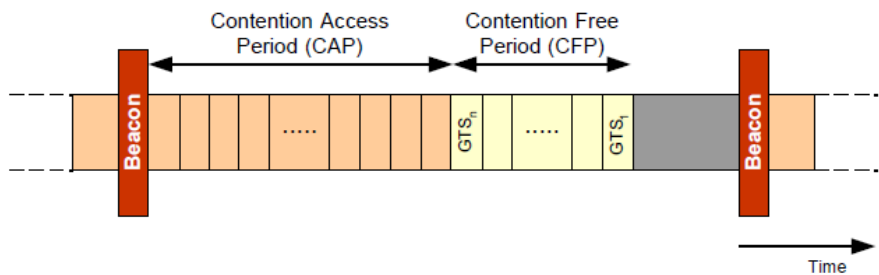 Contention Access
Period (CAP)
Contention Free
Period (CFP)
Beacon
.....
GTSn
.....
GTS1
Beacon
Time